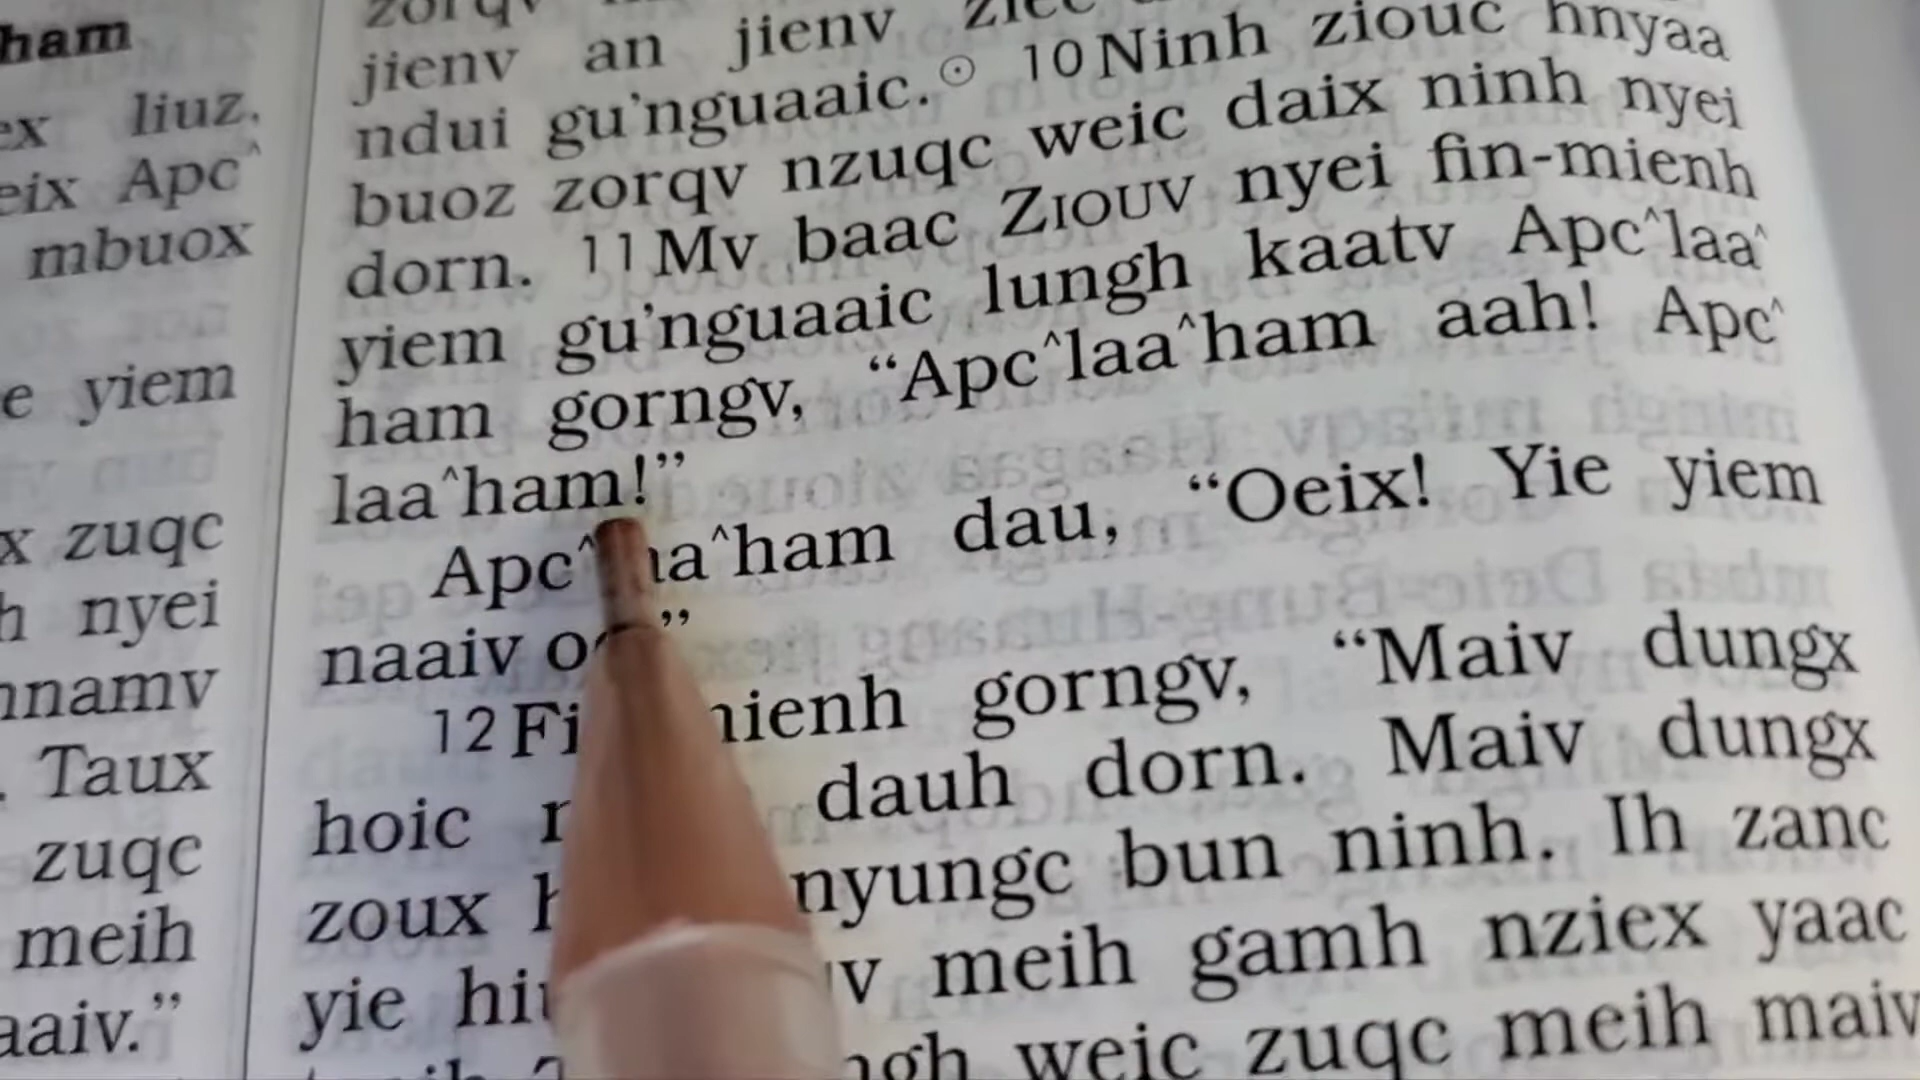 ham
liuz.
Apc^
mbuox
yiem
zuqc
nyei
Taux
zuqc
meih
jienv an jienv
ndui gu’nguaaic.⊙ 10 Ninh ziouc hnyaa
buoz zorqv nzuqc weic daix ninh nyei
dorn. 11 Mv baac ZIOUV nyei fin-mienh
yiem gu’nguaaic lungh kaatv Apc^laa^
ham gorngv, “Apc^laa^ham aah! Apc^
laa^ham!”
Apc^ ^ham dau, “Oeix! Yie yiem
naaiv ”
12 gorngv, “Maiv dungx
hoic dauh dorn. Maiv dungx
zoux nyungc bun ninh. Ih zanc
yie meih gamh nziex yaac
weic zuqc meih maiv